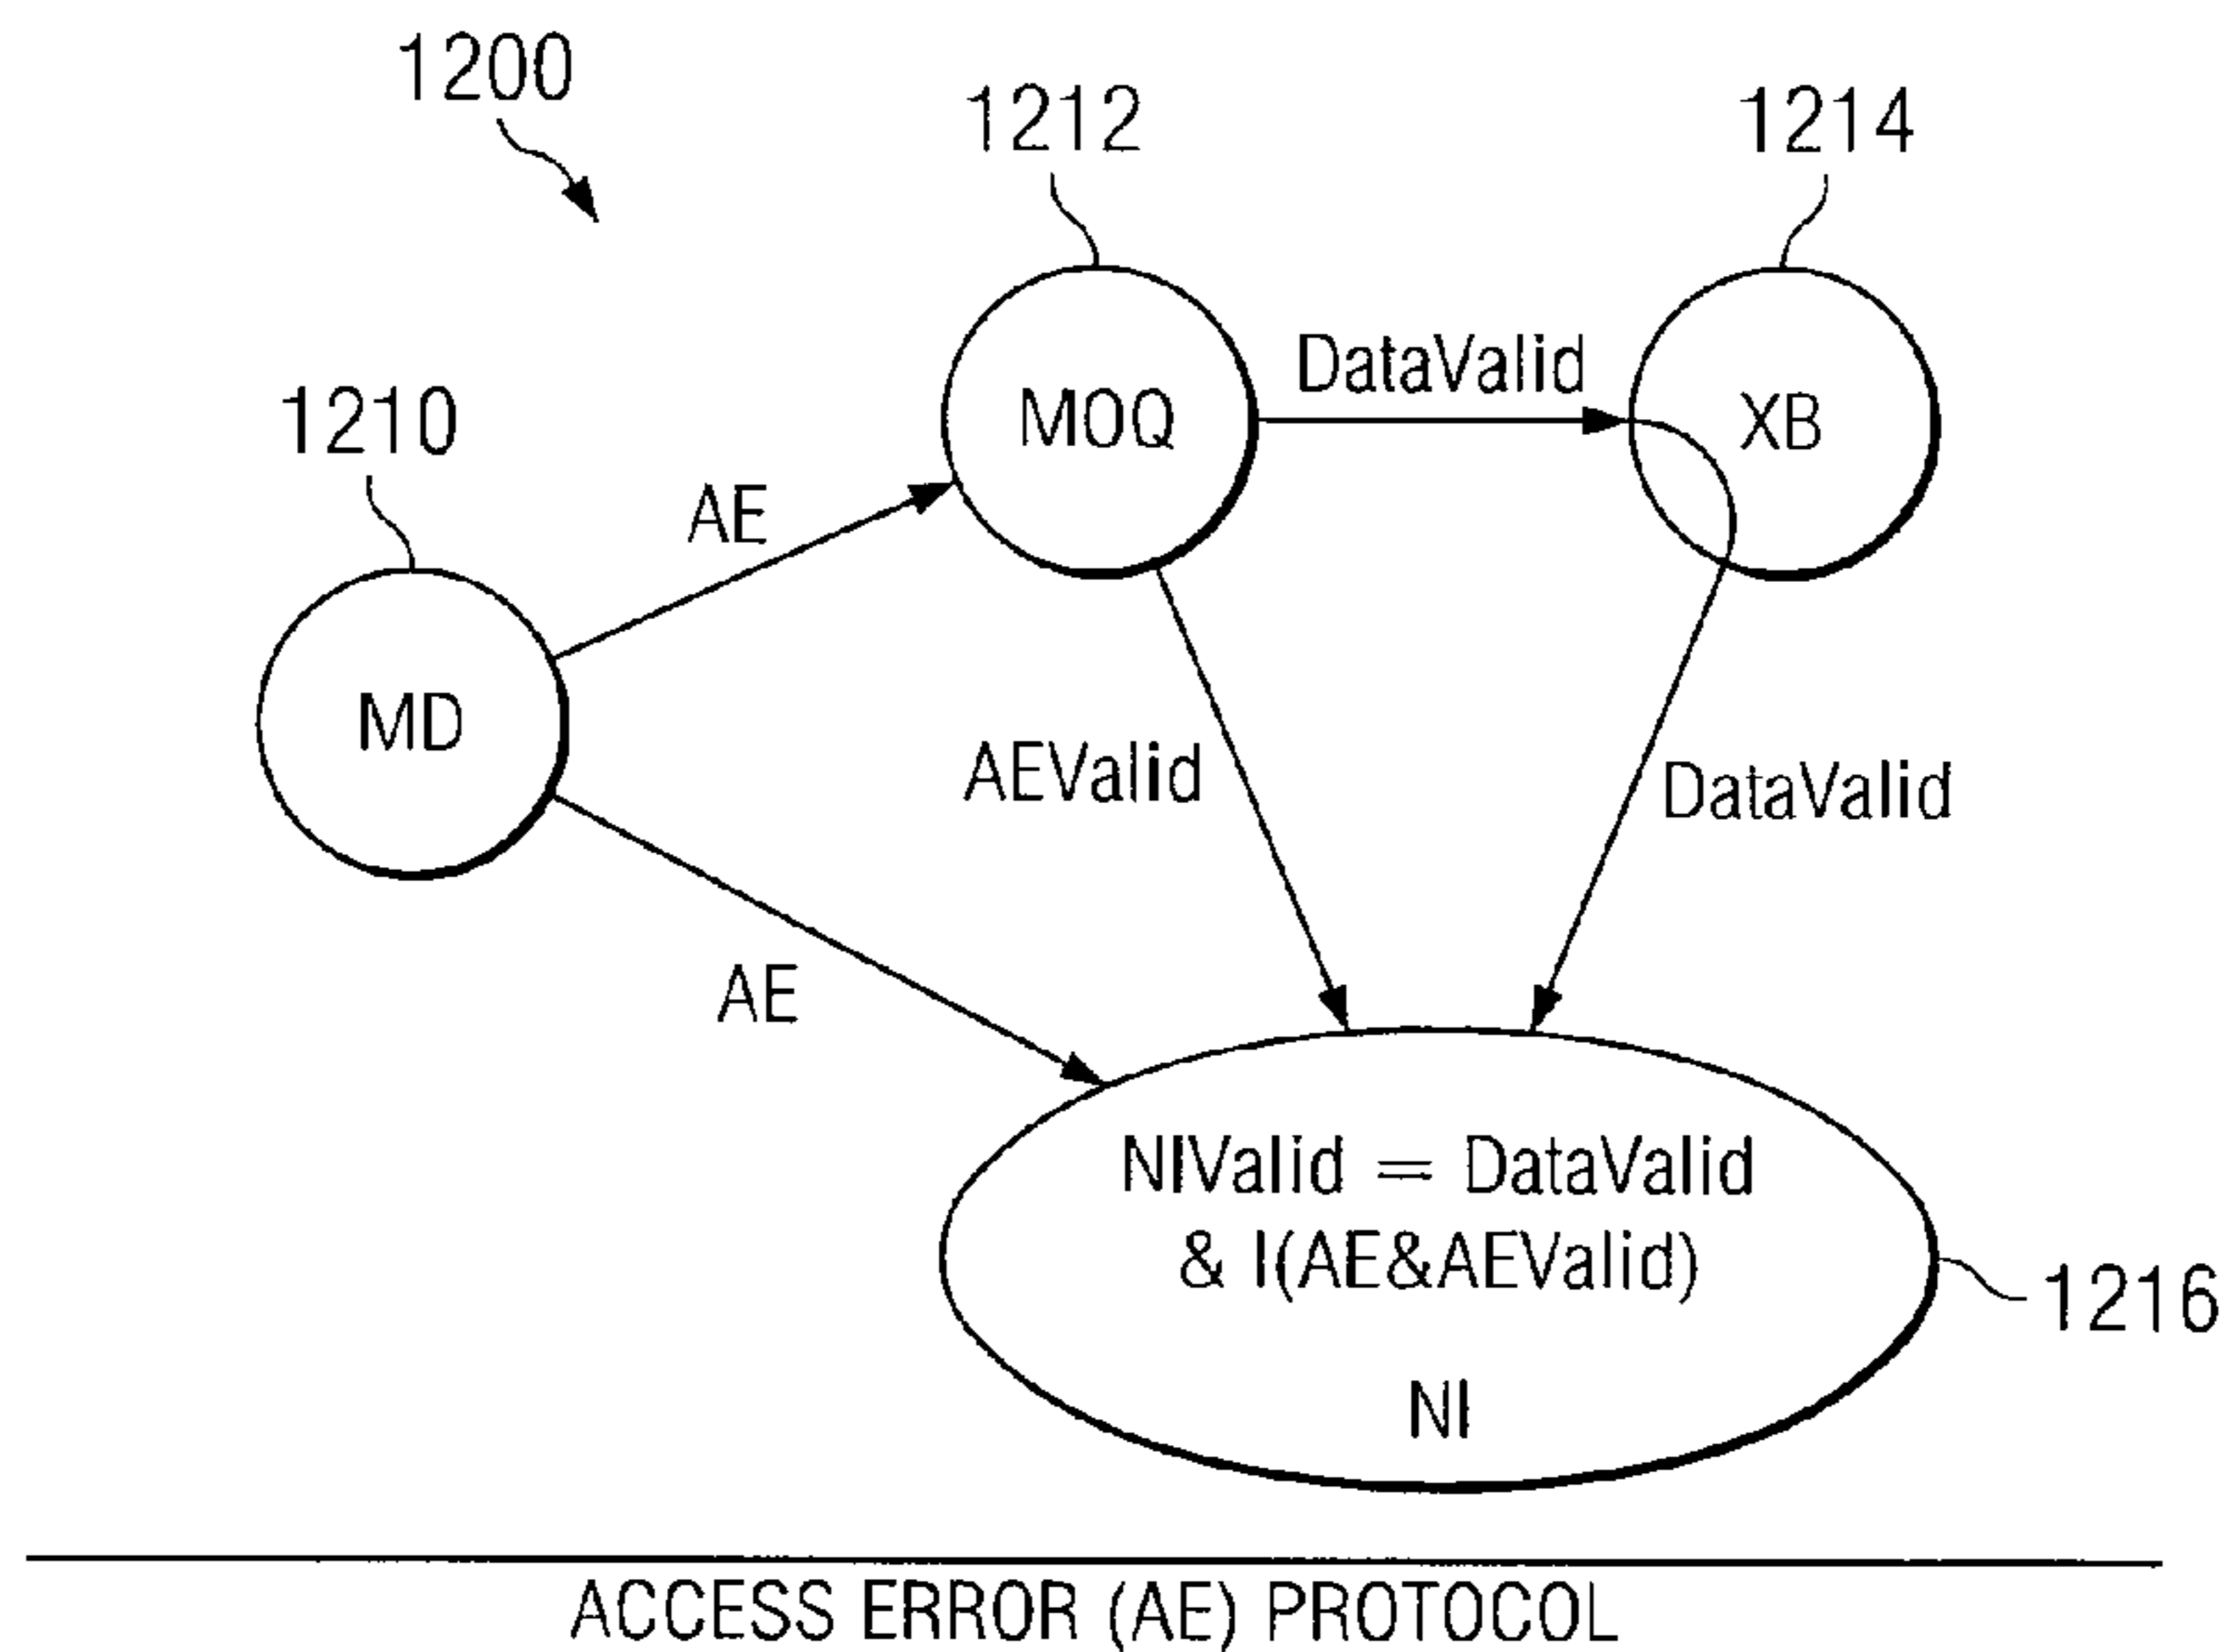 1200
1212
1214
1210
MOQ
DataValid
XB
AE
MD
AEValid
DataValid
AE
NIValid = DataValid
& I(AE&AEValid)
NI
1216
ACCESS ERROR (AE) PROTOCOL